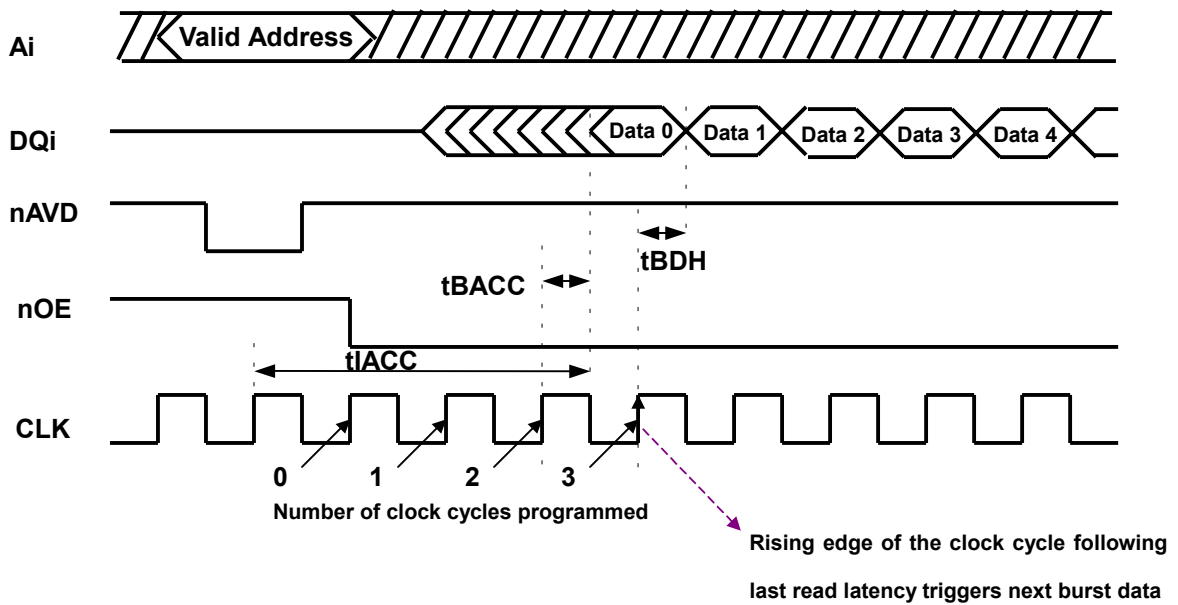 Ai
Valid Address
DQi
Data 0 Data 1 Data 2 Data 3 Data 4
nAVD
tBDH
tBACC
nOE
tIACC
CLK
0 1 2 3
Number of clock cycles programmed
Rising edge of the clock cycle following
last read latency triggers next burst data